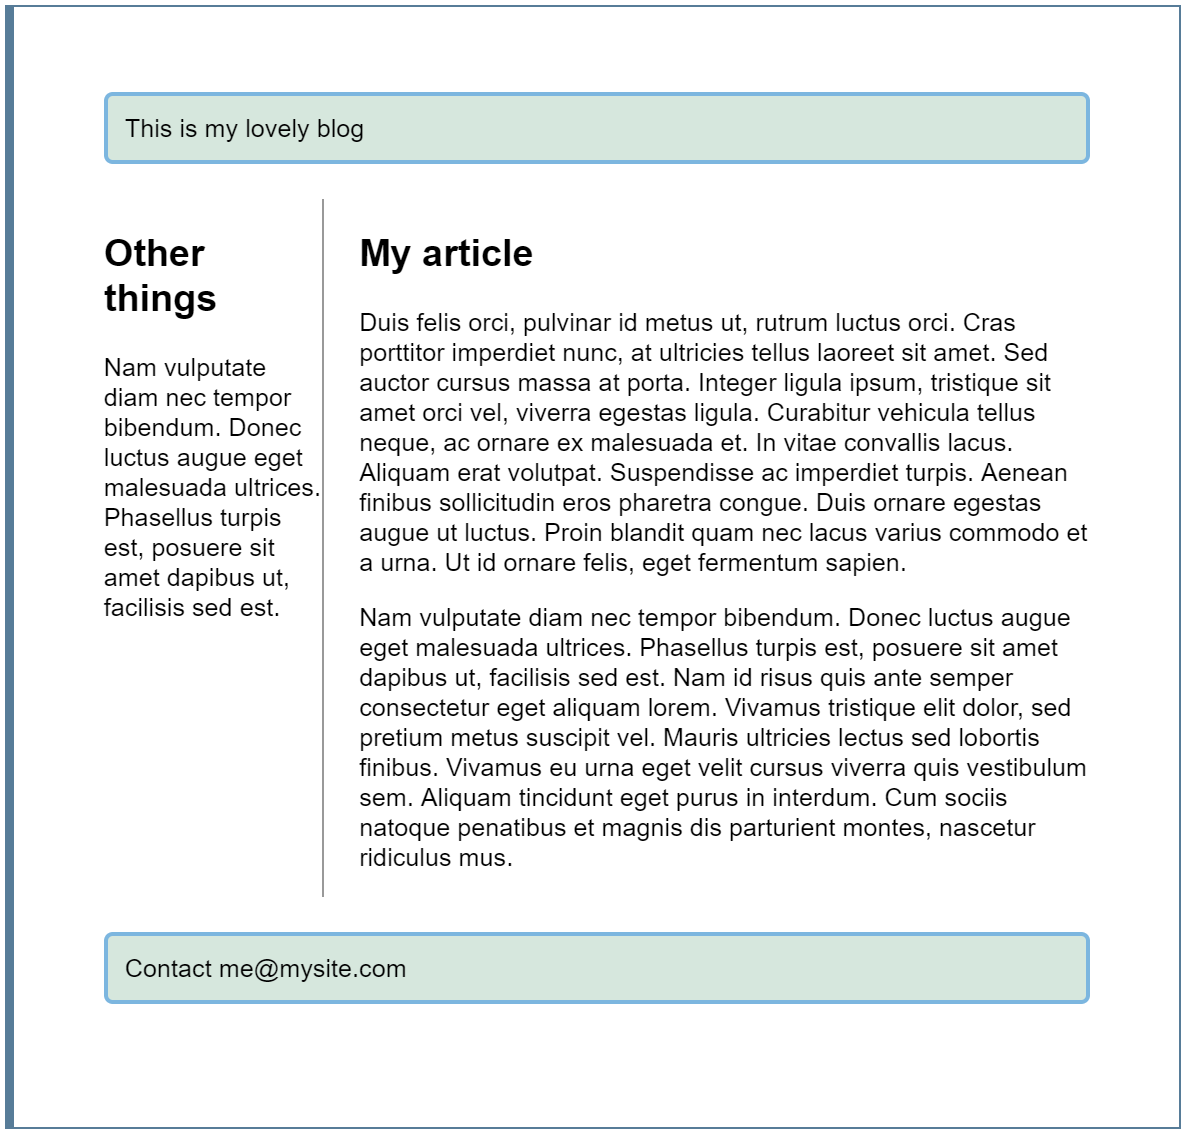 This is my lovely blog
Other
things
Nam vulputate
diam nec tempor
bibendum. Donec
luctus augue eget
malesuada ultrices.
Phasellus turpis
est, posuere sit
amet dapibus ut,
facilisis sed est.
My article
Duis felis orci, pulvinar id metus ut, rutrum luctus orci. Cras
porttitor imperdiet nunc, at ultricies tellus laoreet sit amet. Sed
auctor cursus massa at porta. Integer ligula ipsum, tristique sit
amet orci vel, viverra egestas ligula. Curabitur vehicula tellus
neque, ac ornare ex malesuada et. In vitae convallis lacus.
Aliquam erat volutpat. Suspendisse ac imperdiet turpis. Aenean
finibus sollicitudin eros pharetra congue. Duis ornare egestas
augue ut luctus. Proin blandit quam nec lacus varius commodo et
a urna. Ut id ornare felis, eget fermentum sapien.
Nam vulputate diam nec tempor bibendum. Donec luctus augue
eget malesuada ultrices. Phasellus turpis est, posuere sit amet
dapibus ut, facilisis sed est. Nam id risus quis ante semper
consectetur eget aliquam lorem. Vivamus tristique elit dolor, sed
pretium metus suscipit vel. Mauris ultricies lectus sed lobortis
finibus. Vivamus eu urna eget velit cursus viverra quis vestibulum
sem. Aliquam tincidunt eget purus in interdum. Cum sociis
natoque penatibus et magnis dis parturient montes, nascetur
ridiculus mus.
Contact me@mysite.com